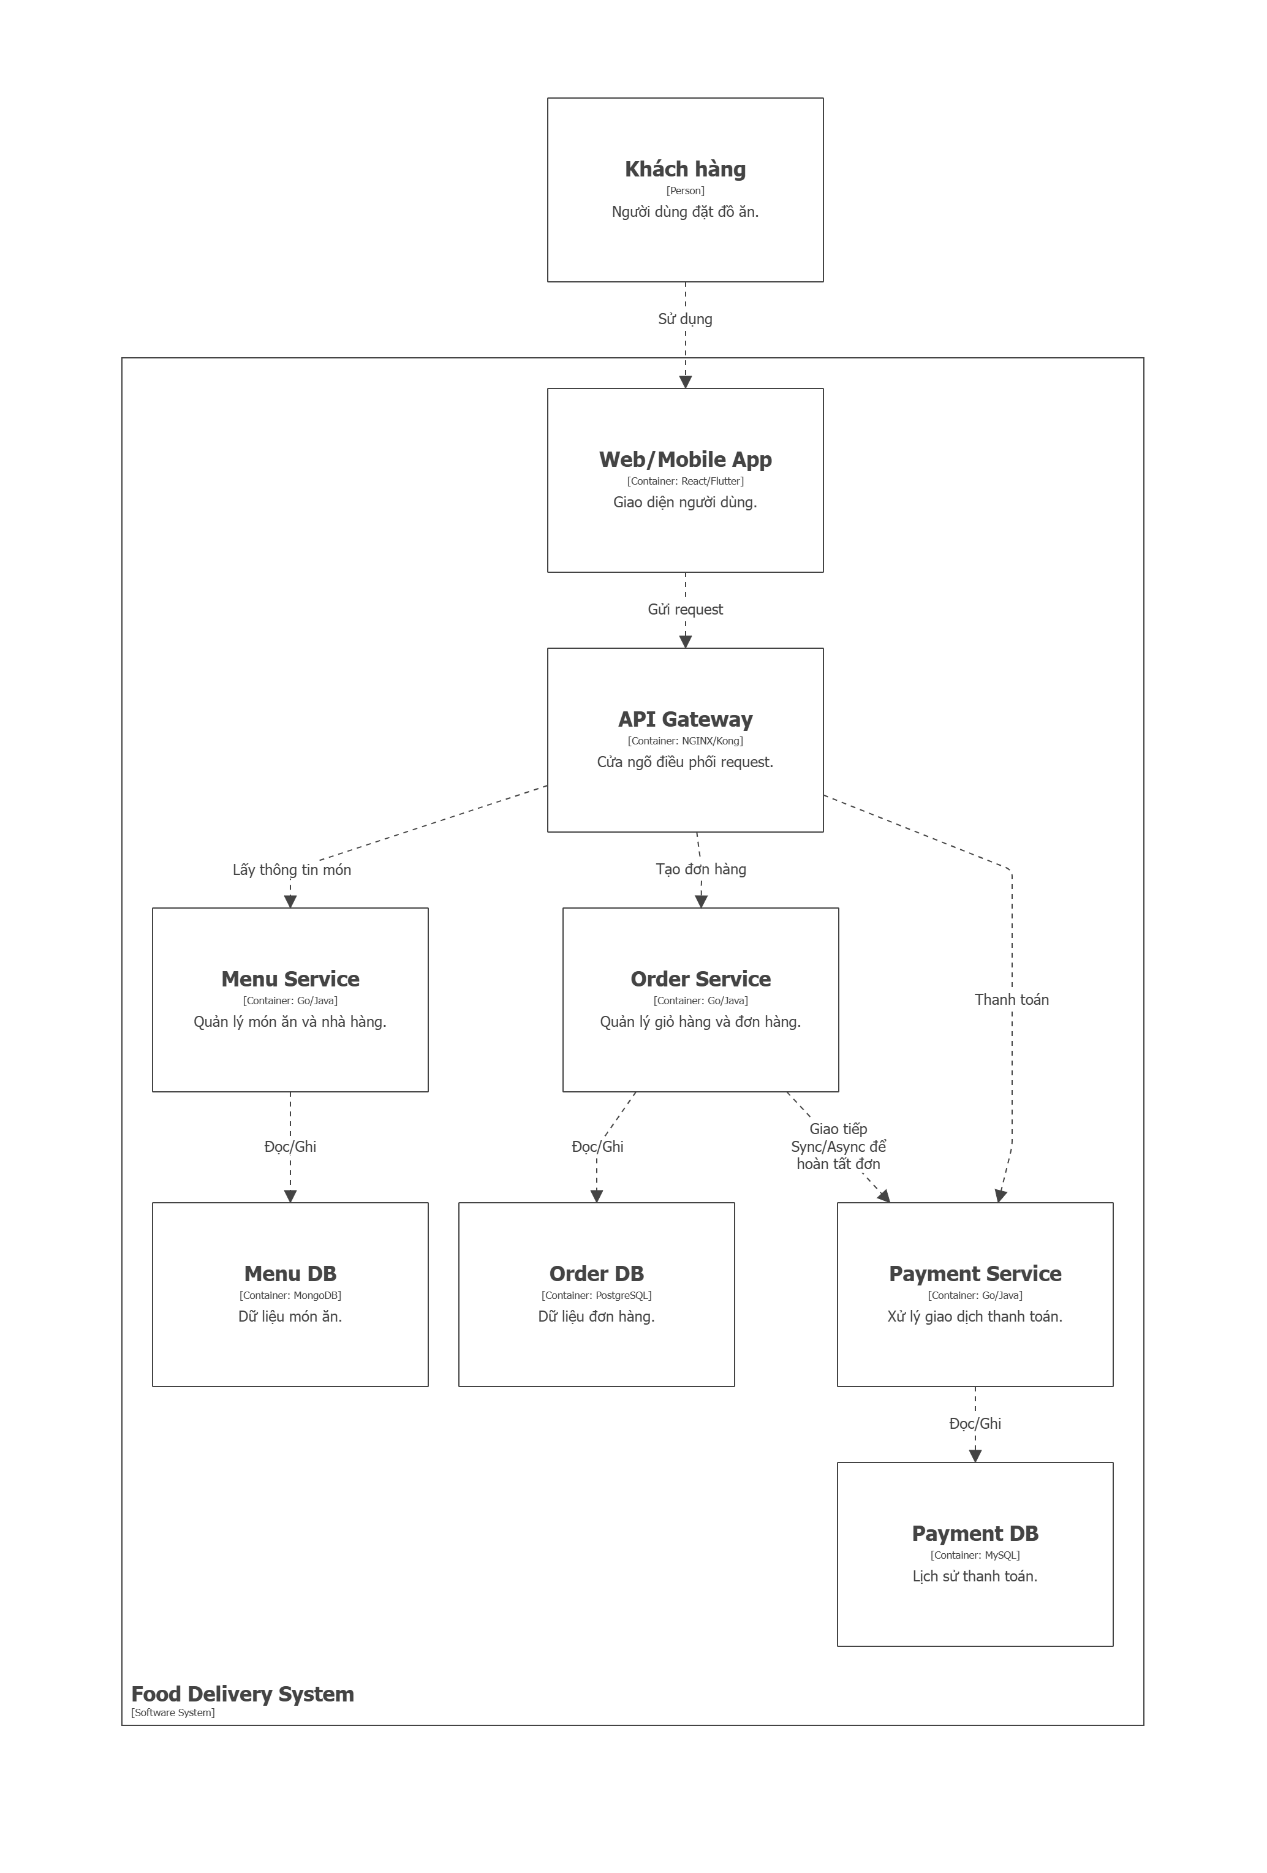 Khách hàng
[Person]
Người dùng đặt đồ ăn.
Sử dụng
Web/Mobile App
[Container: React/Flutter]
Giao diện người dùng.
Gửi request
API Gateway
[Container: NGINX/Kong]
Cửa ngõ điều phối request.
Lấy thông tin món
Tạo đơn hàng
Menu Service
[Container: Go/Java]
Quản lý món ăn và nhà hàng.
Order Service
[Container: Go/Java]
Quản lý giỏ hàng và đơn hàng.
Thanh toán
Đọc/Ghi
Đọc/Ghi
Giao tiếp
Sync/Async để
hoàn tất đơn
Menu DB
[Container: MongoDB]
Dữ liệu món ăn.
Order DB
[Container: PostgreSQL]
Dữ liệu đơn hàng.
Payment Service
[Container: Go/Java]
Xử lý giao dịch thanh toán.
Đọc/Ghi
Payment DB
[Container: MySQL]
Lịch sử thanh toán.
Food Delivery System
[Software System]